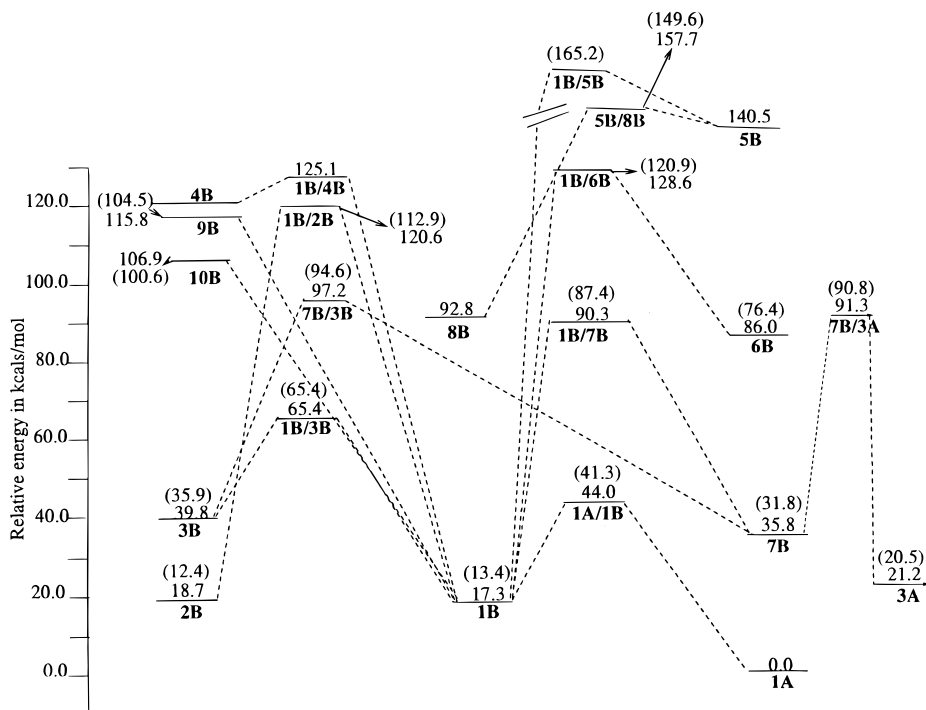 (149.6)
157.7
(165.2)
1B/5B
5B/8B
140.5
5B
125.1
1B/4B
(120.9)
128.6
1B/6B
120.0
(104.5)
115.8
4B
9B
1B/2B
(112.9)
120.6
106.9
(100.6)
10B
100.0
(94.6)
97.2
7B/3B
92.8
8B
(87.4)
90.3
1B/7B
(76.4)
86.0
6B
(90.8)
91.3
7B/3A
80.0
(65.4)
65.4
1B/3B
60.0
Relative energy in kcals/mol
40.0
(35.9)
39.8
3B
(41.3)
44.0
1A/1B
(31.8)
35.8
7B
20.0
(12.4)
18.7
2B
(13.4)
17.3
1B
(20.5)
21.2
3A
0.0
0.0
1A